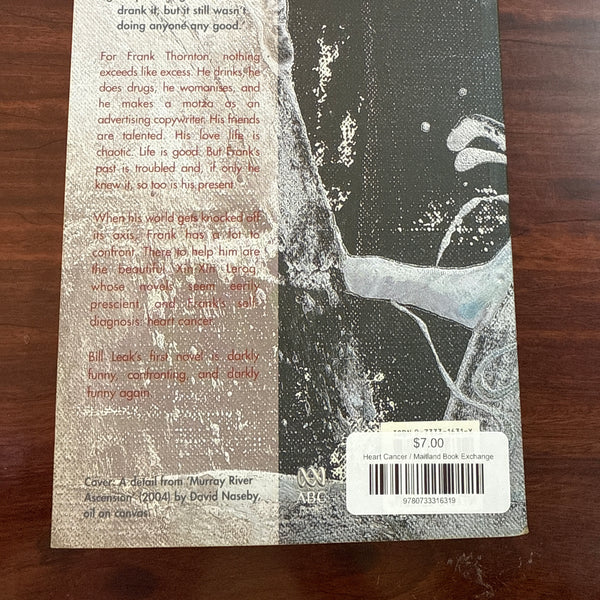 drank it, but it still wasn't
doing anyone any good.'
For Frank Thornton, nothing
exceeds like excess. He drinks, he
does drugs, he womanises, and
he makes a motza as an
advertising copywriter. His friends
are talented. His love life is
chaotic. Life is good. But Frank's
past is troubled and, if only he
knew it, so too is his present.
When his world gets knocked off
its axis, Frank has a lot to
confront. There to help him are
the beautiful Xin-Xin Lerog,
whose novels seem eerily
prescient, and Frank's self-
diagnosis: heart cancer.
Bill Leak's first novel is darkly
funny, confronting and darkly
funny again.
Cover: A detail from 'Murray River
Ascension' (2004) by David Naseby,
oil on canvas.
ABC
ISBN 0-7333-1631-X
$7.00
Heart Cancer / Maitland Book Exchange
9780733316319